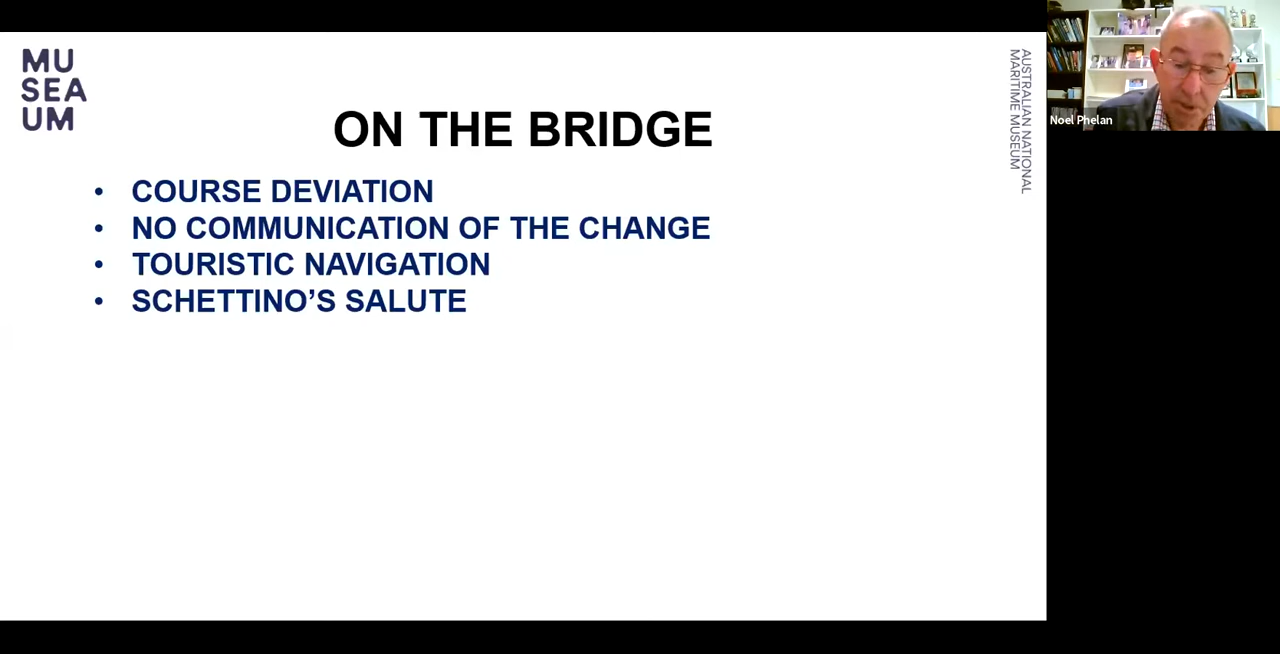 MU
SEA
UM
ON THE BRIDGE
• COURSE DEVIATION
• NO COMMUNICATION OF THE CHANGE
• TOURISTIC NAVIGATION
• SCHETTINO’S SALUTE
AUSTRALIAN NATIONAL
MARITIME MUSEUM
Noel Phelan